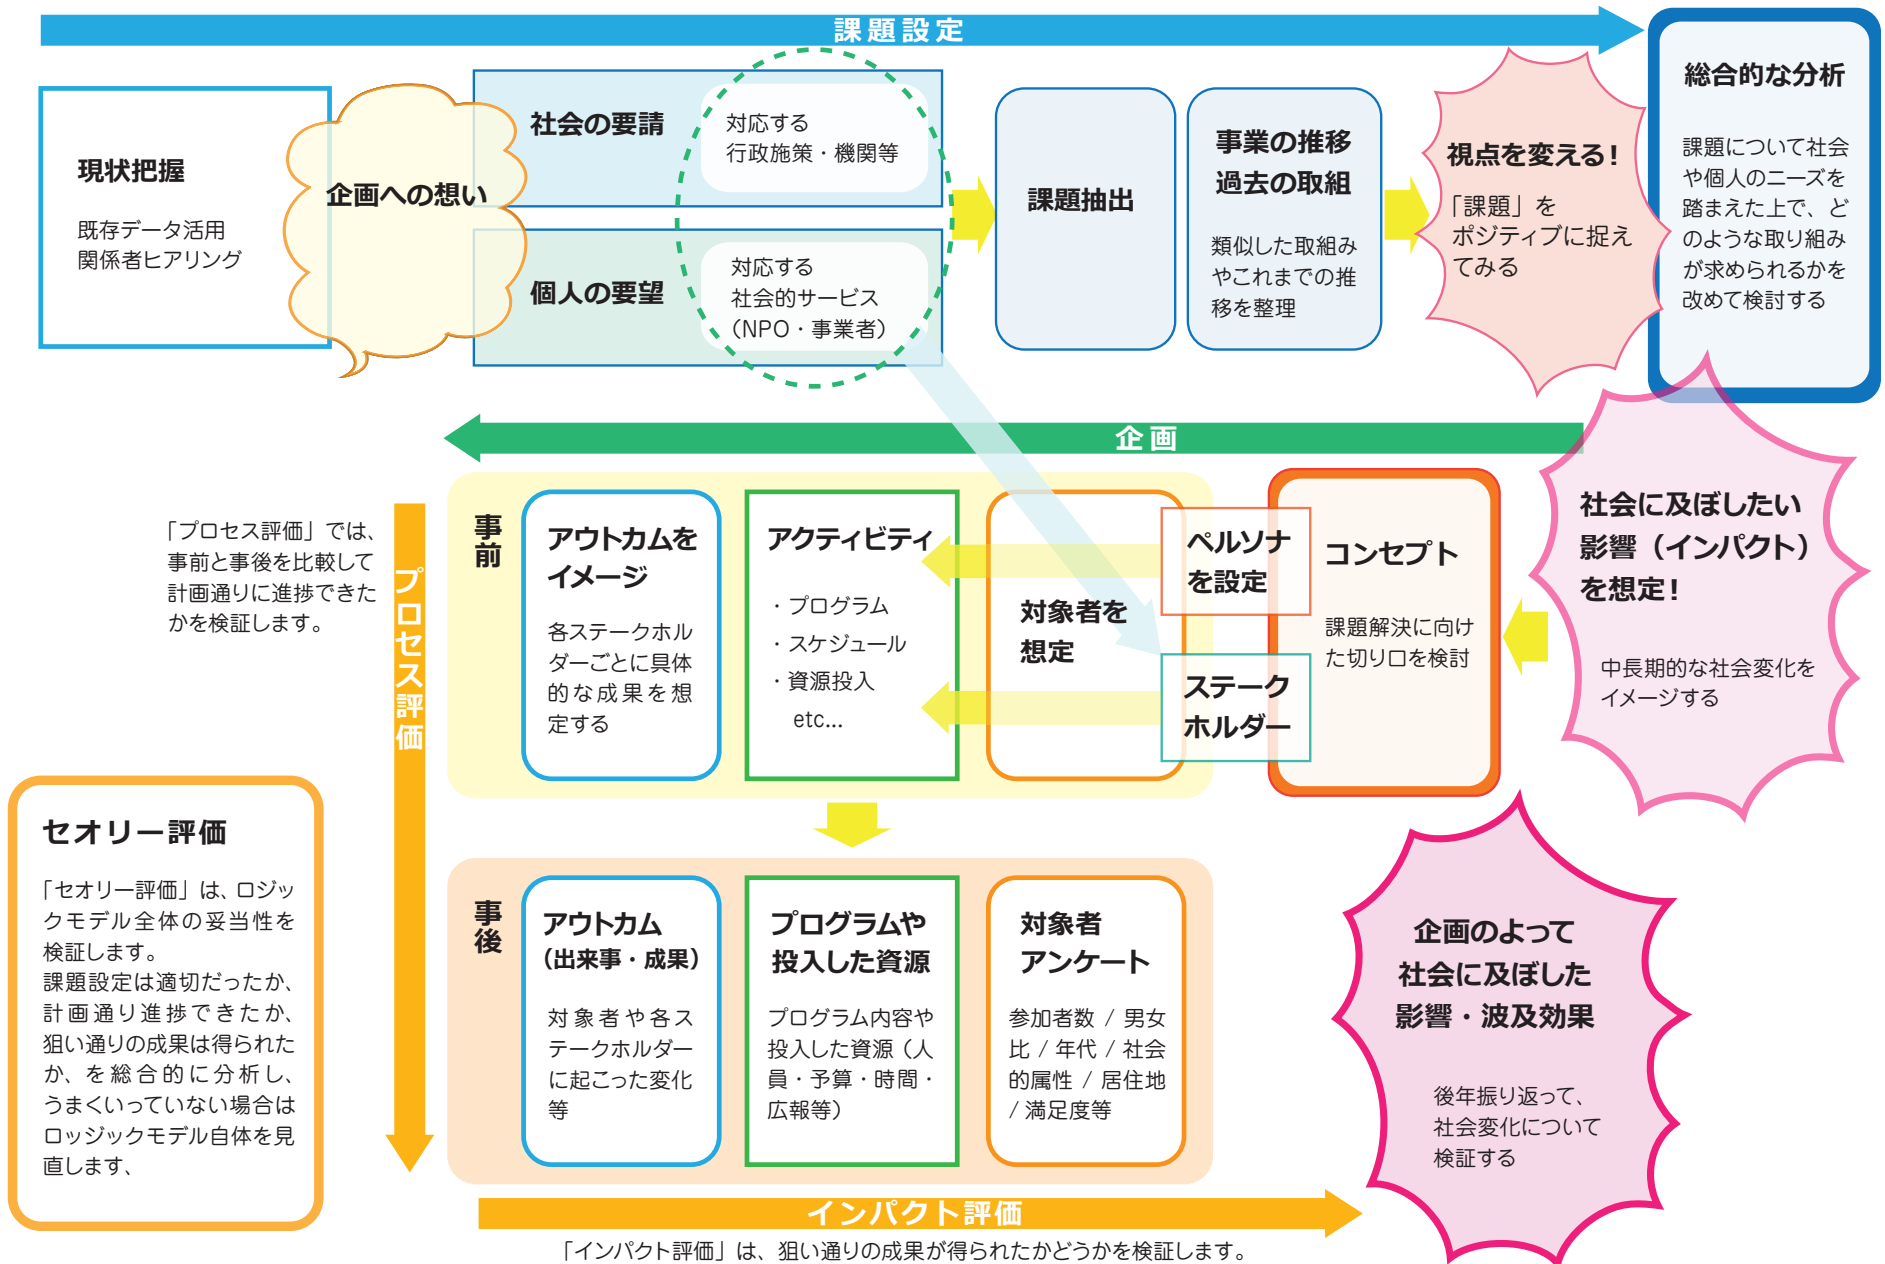 課題設定
現状把握
既存データ活用
関係者ヒアリング
企画への想い
社会の要請
対応する
行政施策・機関等
個人の要望
対応する
社会的サービス
（NPO・事業者）
課題抽出
事業の推移
過去の取組
類似した取組み
やこれまでの推
移を整理
視点を変える！
「課題」を
ポジティブに捉え
てみる
総合的な分析
課題について社会
や個人のニーズを
踏まえた上で、ど
のような取り組み
が求められるかを
改めて検討する
企画
社会に及ぼしたい
影響（インパクト）
を想定！
中長期的な社会変化を
イメージする
コンセプト
課題解決に向け
た切り口を検討
ペルソナ
を設定
ステーク
ホルダー
対象者を
想定
アクティビティ
・プログラム
・スケジュール
・資源投入
etc...
アウトカムを
イメージ
各ステークホル
ダーごとに具体
的な成果を想
定する
事前
プロセス評価
「プロセス評価」では、
事前と事後を比較して
計画通りに進捗できた
かを検証します。
セオリー評価
「セオリー評価」は、ロジッ
クモデル全体の妥当性を
検証します。
課題設定は適切だったか、
計画通り進捗できたか、
狙い通りの成果は得られた
か、を総合的に分析し、
うまくいっていない場合は
ロッジックモデル自体を見
直します、
事後
アウトカム
（出来事・成果）
対象者や各ス
テークホルダー
に起こった変化
等
プログラムや
投入した資源
プログラム内容や
投入した資源（人
員・予算・時間・
広報等）
対象者
アンケート
参加者数 / 男女
比 / 年代 / 社会
的属性 / 居住地
/ 満足度等
企画のよって
社会に及ぼした
影響・波及効果
後年振り返って、
社会変化について
検証する
インパクト評価
「インパクト評価」は、狙い通りの成果が得られたかどうかを検証します。